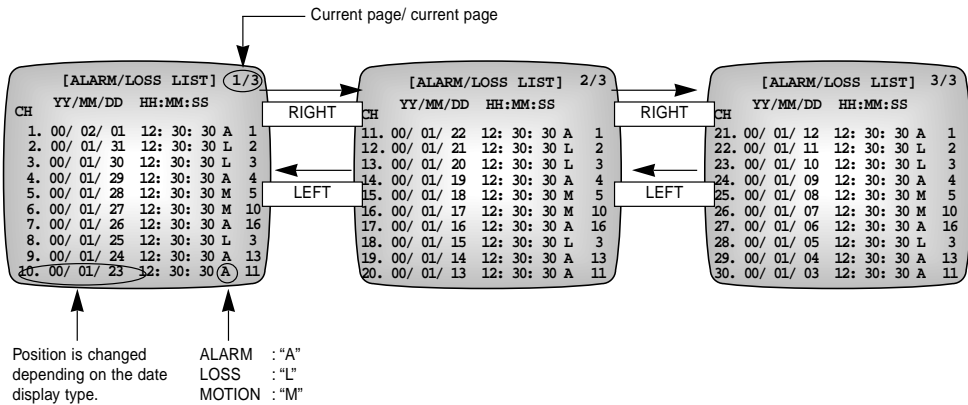 Current page/ current page
[ALARM/LOSS LIST] 1/3
YY/MM/DD HH:MM:SS
CH
1. 00/ 02/ 01 12: 30: 30 A 1
2. 00/ 01/ 31 12: 30: 30 L 2
3. 00/ 01/ 30 12: 30: 30 L 3
4. 00/ 01/ 29 12: 30: 30 A 4
5. 00/ 01/ 28 12: 30: 30 M 5
6. 00/ 01/ 27 12: 30: 30 M 10
7. 00/ 01/ 26 12: 30: 30 A 16
8. 00/ 01/ 25 12: 30: 30 L 3
9. 00/ 01/ 24 12: 30: 30 A 13
10. 00/ 01/ 23 12: 30: 30 A 11
RIGHT
LEFT
[ALARM/LOSS LIST] 2/3
YY/MM/DD HH:MM:SS
CH
11. 00/ 01/ 22 12: 30: 30 A 1
12. 00/ 01/ 21 12: 30: 30 L 2
13. 00/ 01/ 20 12: 30: 30 L 3
14. 00/ 01/ 19 12: 30: 30 A 4
15. 00/ 01/ 18 12: 30: 30 M 5
16. 00/ 01/ 17 12: 30: 30 M 10
17. 00/ 01/ 16 12: 30: 30 A 16
18. 00/ 01/ 15 12: 30: 30 L 3
19. 00/ 01/ 14 12: 30: 30 A 13
20. 00/ 01/ 13 12: 30: 30 A 11
RIGHT
LEFT
[ALARM/LOSS LIST] 3/3
YY/MM/DD HH:MM:SS
CH
21. 00/ 01/ 12 12: 30: 30 A 1
22. 00/ 01/ 11 12: 30: 30 L 2
23. 00/ 01/ 10 12: 30: 30 L 3
24. 00/ 01/ 09 12: 30: 30 A 4
25. 00/ 01/ 08 12: 30: 30 M 5
26. 00/ 01/ 07 12: 30: 30 M 10
27. 00/ 01/ 06 12: 30: 30 A 16
28. 00/ 01/ 05 12: 30: 30 L 3
29. 00/ 01/ 04 12: 30: 30 A 13
30. 00/ 01/ 03 12: 30: 30 A 11
Position is changed
depending on the date
display type.
ALARM : “A”
LOSS : “L”
MOTION : “M”